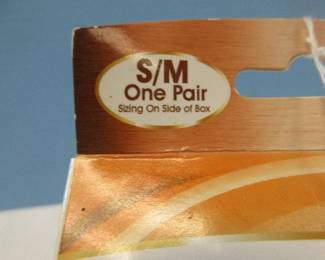 S/M
One Pair
Sizing On Side of Box